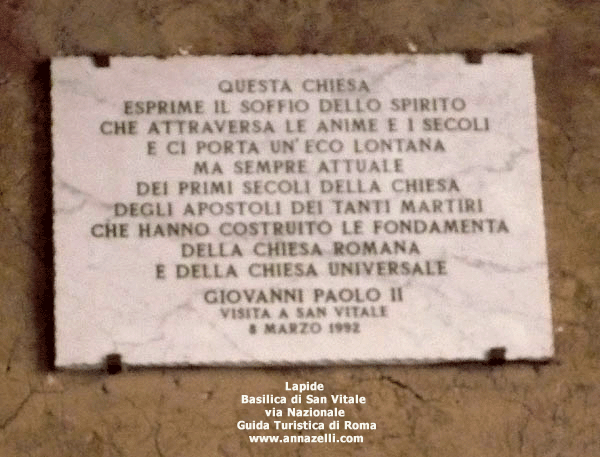 QUESTA CHIESA
ESPRIME IL SOFFIO DELLO SPIRITO
CHE ATTRAVERSA LE ANIME E I SECOLI
E CI PORTA UN'ECO LONTANA
MA SEMPRE ATTUALE
DEI PRIMI SECOLI DELLA CHIESA
DEGLI APOSTOLI DEI TANTI MARTIRI
CHE HANNO COSTRUITO LE FONDAMENTA
DELLA CHIESA ROMANA
E DELLA CHIESA UNIVERSALE
GIOVANNI PAOLO II
VISITA A SAN VITALE
8 MARZO 1992
Lapide
Basilica di San Vitale
via Nazionale
Guida Turistica di Roma
www.annazelli.com